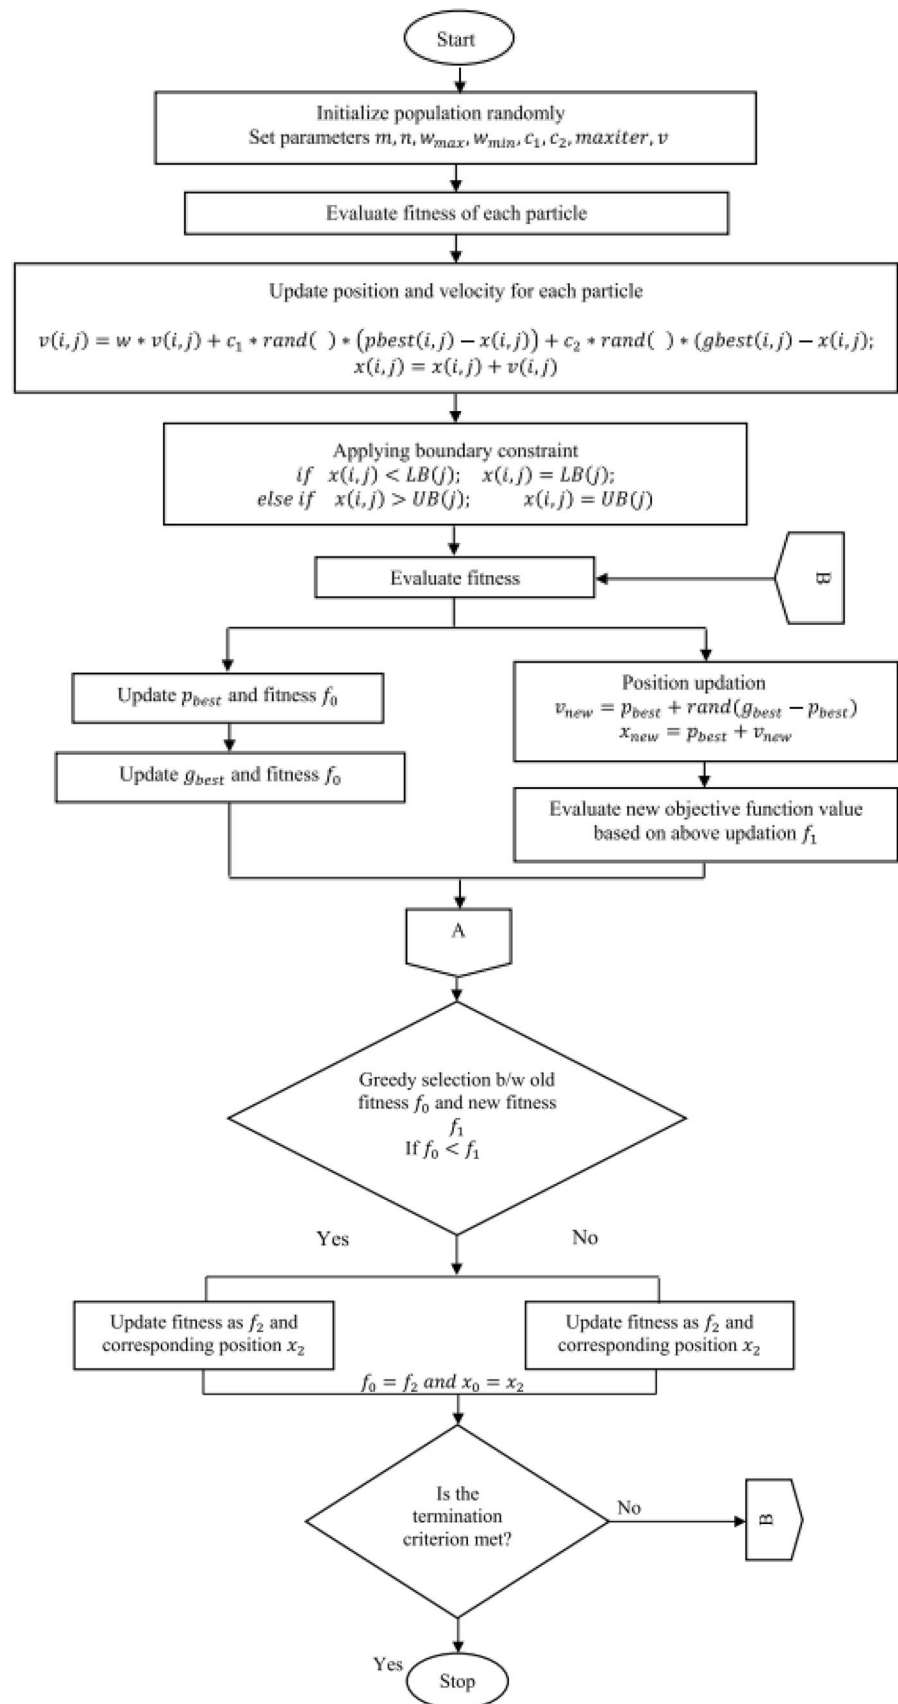 Start
Initialize population randomly
Set parameters m, n, w_max, w_min, c_1, c_2, maxiter, v
Evaluate fitness of each particle
Update position and velocity for each particle
v(i,j) = w * v(i,j) + c_1 * rand( ) * (pbest(i,j) − x(i,j)) + c_2 * rand( ) * (gbest(i,j) − x(i,j);
x(i,j) = x(i,j) + v(i,j)
Applying boundary constraint
if x(i,j) < LB(j); x(i,j) = LB(j);
else if x(i,j) > UB(j); x(i,j) = UB(j)
Evaluate fitness
B
Update p_best and fitness f_0
Update g_best and fitness f_0
Position updation
v_new = p_best + rand(g_best − p_best)
x_new = p_best + v_new
Evaluate new objective function value
based on above updation f_1
A
Greedy selection b/w old
fitness f_0 and new fitness
f_1
If f_0 < f_1
Yes
No
Update fitness as f_2 and
corresponding position x_2
Update fitness as f_2 and
corresponding position x_2
f_0 = f_2 and x_0 = x_2
Is the
termination
criterion met?
No
B
Yes
Stop